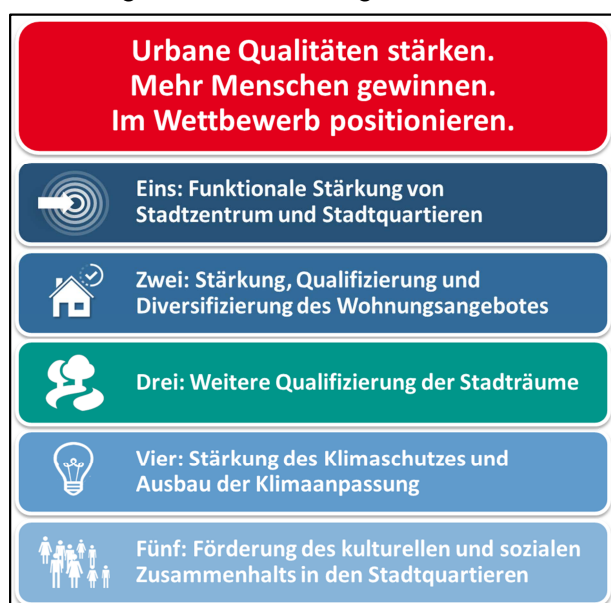 Urbane Qualitäten stärken.
Mehr Menschen gewinnen.
Im Wettbewerb positionieren.
Eins: Funktionale Stärkung von
Stadtzentrum und Stadtquartieren
Zwei: Stärkung, Qualifizierung und
Diversifizierung des Wohnungsangebotes
Drei: Weitere Qualifizierung der Stadträume
Vier: Stärkung des Klimaschutzes und
Ausbau der Klimaanpassung
Fünf: Förderung des kulturellen und sozialen
Zusammenhalts in den Stadtquartieren